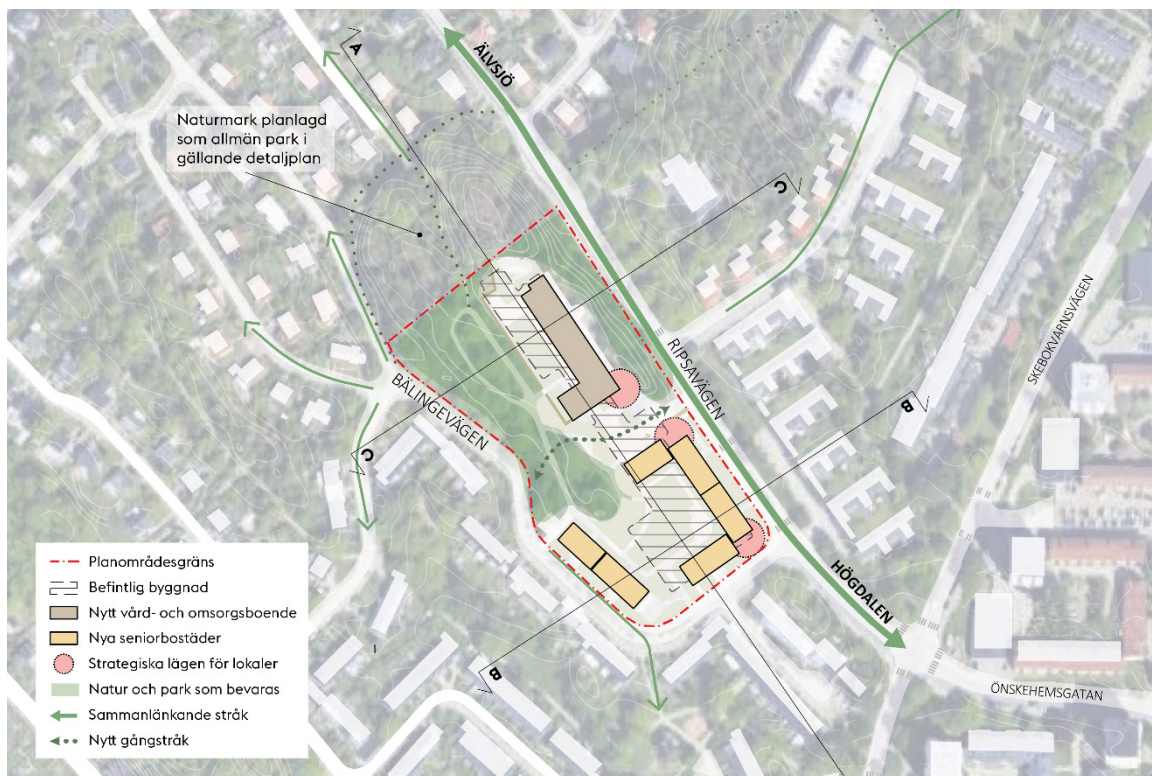 A
ÄLVSJÖ
Naturmark planlagd
som allmän park i
gällande detaljplan
C
SKEBOKVARNSVÄGEN
RIPSAVÄGEN
BÄLINGEVÄGEN
B
C
HÖGDALEN
B
ÖNSKEHEMSGATAN
Planområdesgräns
Befintlig byggnad
Nytt vård- och omsorgsboende
Nya seniorbostäder
Strategiska lägen för lokaler
Natur och park som bevaras
Sammanlänkande stråk
Nytt gångstråk